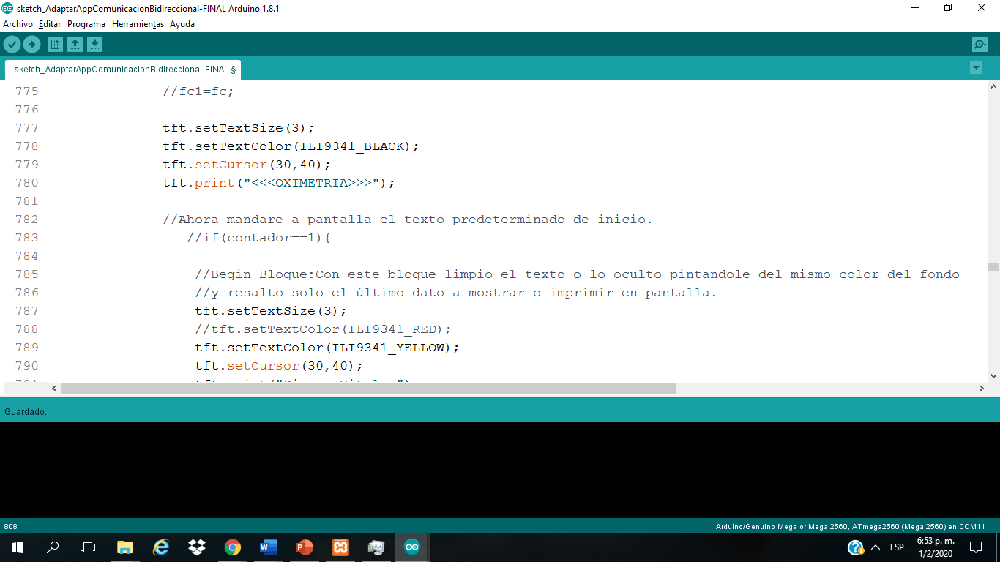 sketch_AdaptarAppComunicacionBidireccional-FINAL Arduino 1.8.1
Archivo Editar Programa Herramientas Ayuda
sketch_AdaptarAppComunicacionBidireccional-FINAL §
775 //fc1=fc;
776
777 tft.setTextSize(3);
778 tft.setTextColor(ILI9341_BLACK);
779 tft.setCursor(30,40);
780 tft.print("<<<OXIMETRIA>>>");
781
782 //Ahora mandare a pantalla el texto predeterminado de inicio.
783 //if(contador==1){
784
785 //Begin Bloque:Con este bloque limpio el texto o lo oculto pintandole del mismo color del fondo
786 //y resalto solo el último dato a mostrar o imprimir en pantalla.
787 tft.setTextSize(3);
788 //tft.setTextColor(ILI9341_RED);
789 tft.setTextColor(ILI9341_YELLOW);
790 tft.setCursor(30,40);
Guardado.
808 Arduino/Genuino Mega or Mega 2560, ATmega2560 (Mega 2560) en COM11
ESP
6:53 p. m.
1/2/2020